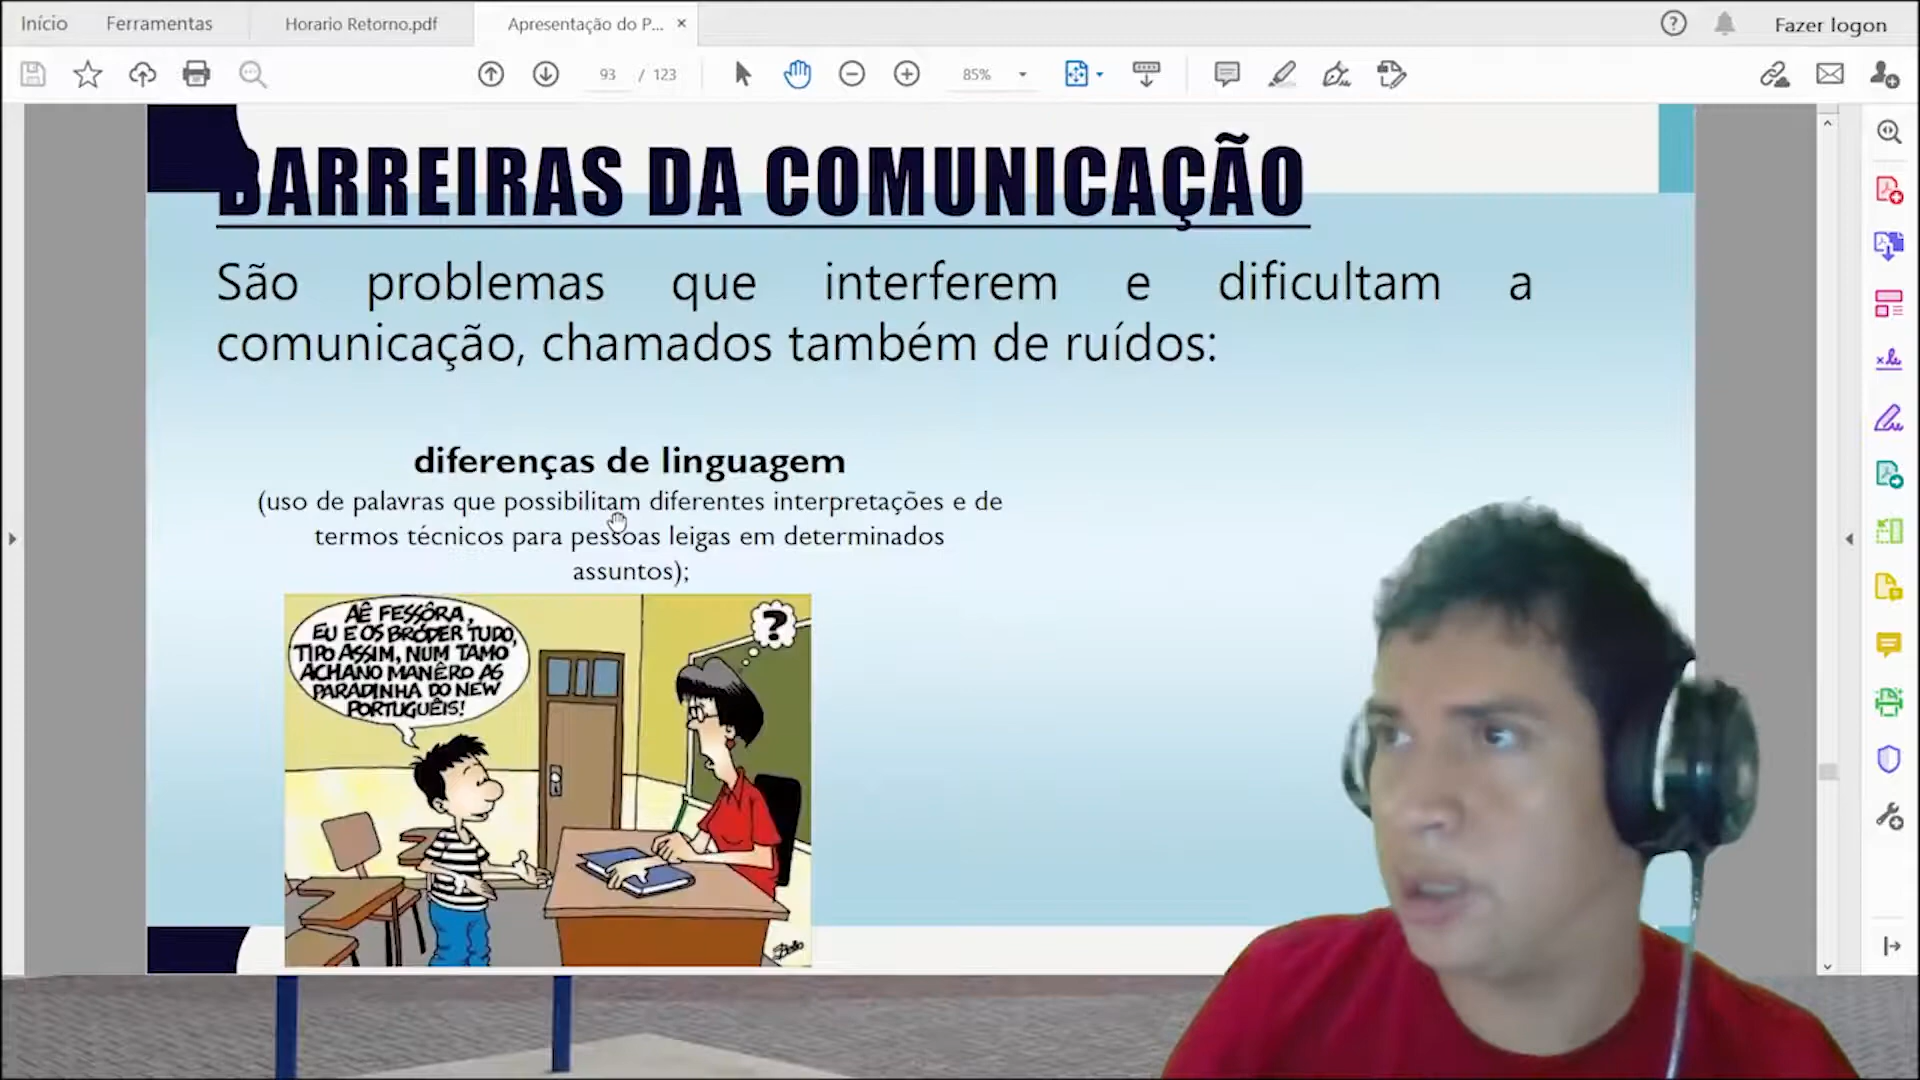 Início
Ferramentas
Horario Retorno.pdf
Apresentação do P... ×
Fazer logon
93 / 123
85%
BARREIRAS DA COMUNICAÇÃO
São problemas que interferem e dificultam a
comunicação, chamados também de ruídos:
diferenças de linguagem
(uso de palavras que possibilitam diferentes interpretações e de
termos técnicos para pessoas leigas em determinados
assuntos);
AÊ FESSÔRA,
EU E OS BRÓDER TUDO,
TIPO ASSIM, NUM TAMO
ACHANO MANÊRO AS
PARADINHA DO NEW
PORTUGUÊIS!
?